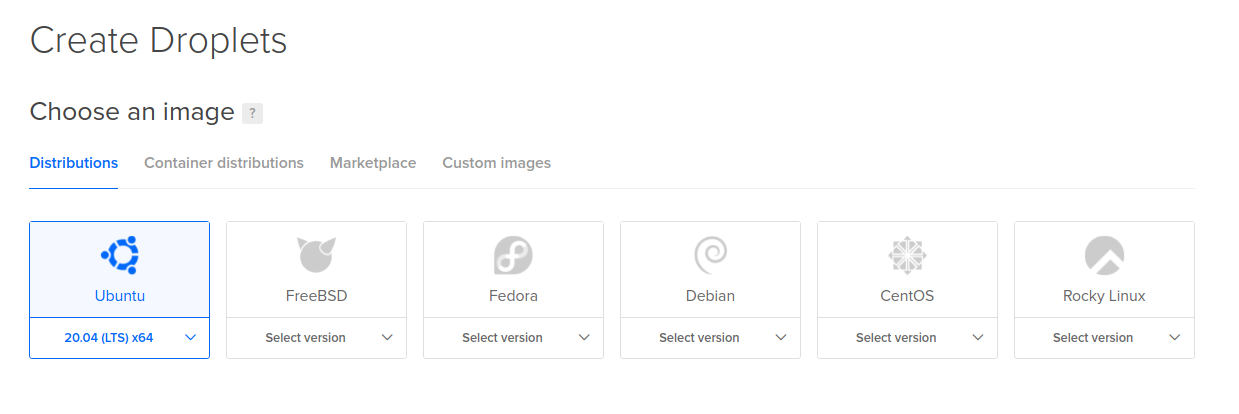 Create Droplets
Choose an image ?
Distributions Container distributions Marketplace Custom images
Ubuntu FreeBSD Fedora Debian CentOS Rocky Linux
20.04 (LTS) x64 Select version Select version Select version Select version Select version